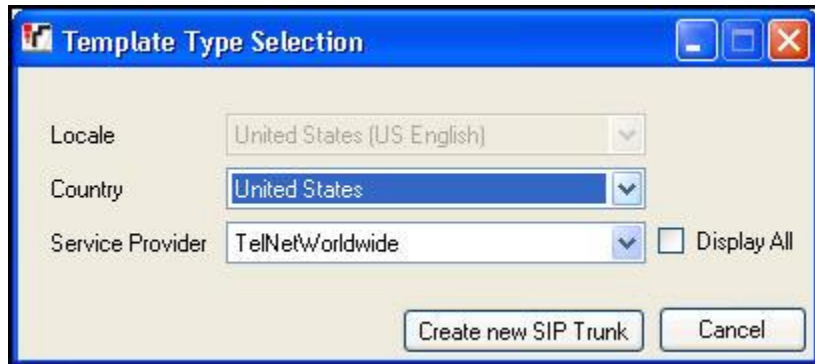 Template Type Selection
Locale United States (US English)
Country United States
Service Provider TelNetWorldwide Display All
Create new SIP Trunk Cancel